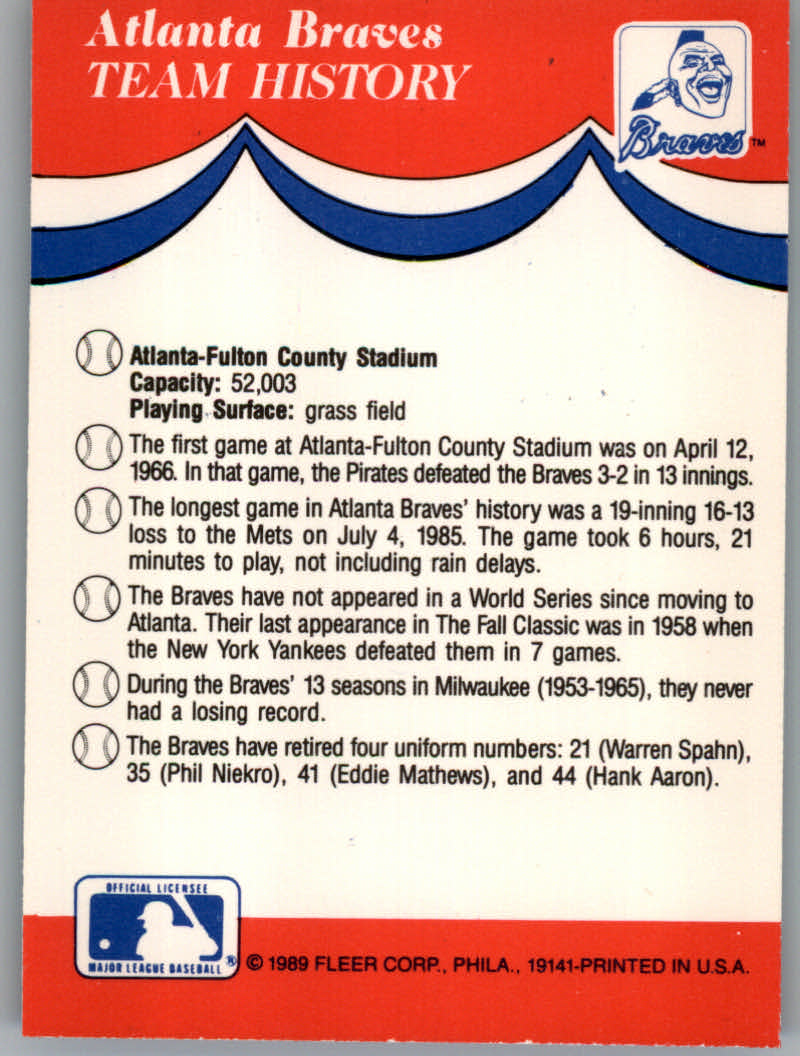 Atlanta Braves
TEAM HISTORY
Braves™
Atlanta-Fulton County Stadium
Capacity: 52,003
Playing Surface: grass field
The first game at Atlanta-Fulton County Stadium was on April 12,
1966. In that game, the Pirates defeated the Braves 3-2 in 13 innings.
The longest game in Atlanta Braves' history was a 19-inning 16-13
loss to the Mets on July 4, 1985. The game took 6 hours, 21
minutes to play, not including rain delays.
The Braves have not appeared in a World Series since moving to
Atlanta. Their last appearance in The Fall Classic was in 1958 when
the New York Yankees defeated them in 7 games.
During the Braves' 13 seasons in Milwaukee (1953-1965), they never
had a losing record.
The Braves have retired four uniform numbers: 21 (Warren Spahn),
35 (Phil Niekro), 41 (Eddie Mathews), and 44 (Hank Aaron).
OFFICIAL LICENSEE
MAJOR LEAGUE BASEBALL®
© 1989 FLEER CORP., PHILA., 19141-PRINTED IN U.S.A.